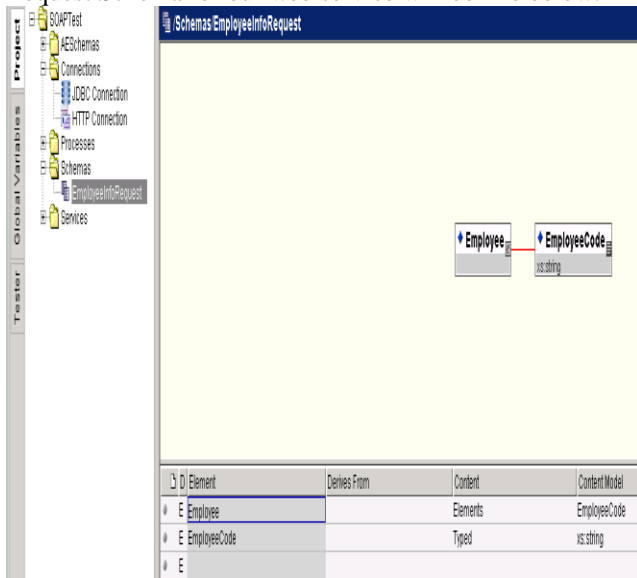 Project
Global Variables
Tester
SOAPTest
AESchemas
Connections
JDBC Connection
HTTP Connection
Processes
Schemas
EmployeeInfoRequest
Services
/Schemas/EmployeeInfoRequest
Employee
EmployeeCode
xs:string
D Element Derives From Content Content Model
E Employee Elements EmployeeCode
E EmployeeCode Typed xs:string
E